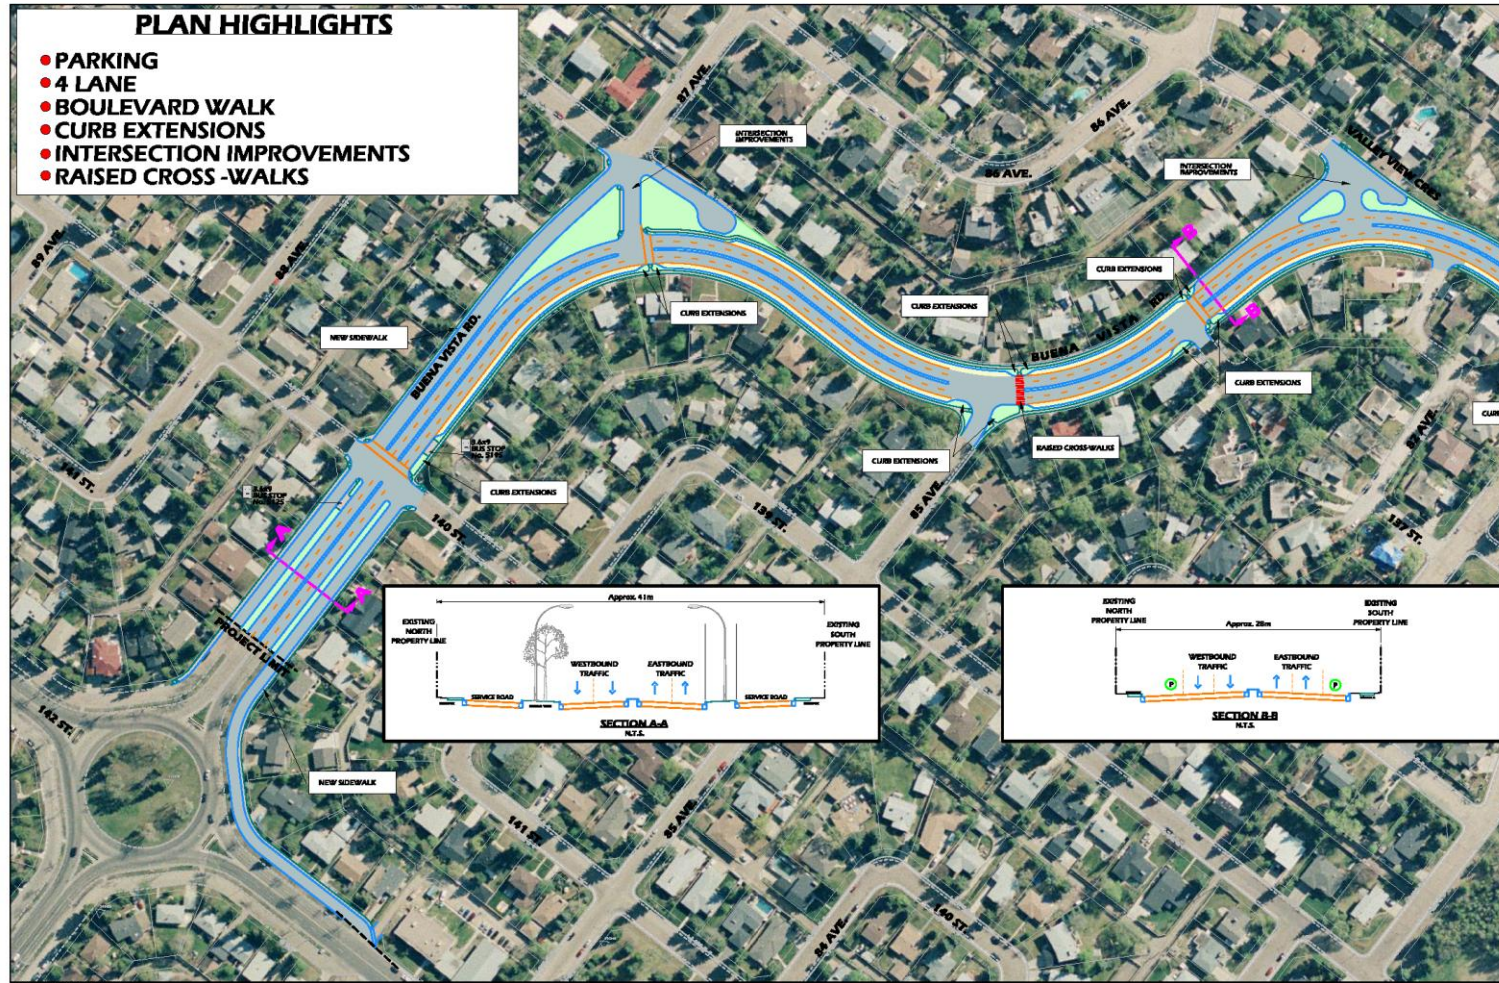 PLAN HIGHLIGHTS
PARKING
4 LANE
BOULEVARD WALK
CURB EXTENSIONS
INTERSECTION IMPROVEMENTS
RAISED CROSS -WALKS
87 AVE.
86 AVE.
86 AVE.
VALLEY VIEW CRES
INTERSECTION
IMPROVEMENTS
INTERSECTION
IMPROVEMENTS
89 AVE.
88 AVE.
B
B
CURB EXTENSIONS
CURB EXTENSIONS
CURB EXTENSIONS
NEW SIDEWALK
BUENA VISTA RD.
BUENA VISTA RD.
CURB EXTENSIONS
RAISED CROSS-WALKS
CURB EXTENSIONS
BUS STOP
CURB EXTENSIONS
BUS STOP
141 ST.
140 ST.
139 ST.
85 AVE.
83 AVE.
137 ST.
A
A
PROJECT LIMIT
142 ST.
NEW SIDEWALK
Approx. 41m
EXISTING
NORTH
PROPERTY LINE
EXISTING
SOUTH
PROPERTY LINE
WESTBOUND
TRAFFIC
EASTBOUND
TRAFFIC
SERVICE ROAD
SERVICE ROAD
SECTION A-A
N.T.S.
EXISTING
NORTH
PROPERTY LINE
EXISTING
SOUTH
PROPERTY LINE
Approx. 28m
WESTBOUND
TRAFFIC
EASTBOUND
TRAFFIC
P
P
SECTION B-B
N.T.S.
141 ST.
85 AVE.
84 AVE.
140 ST.